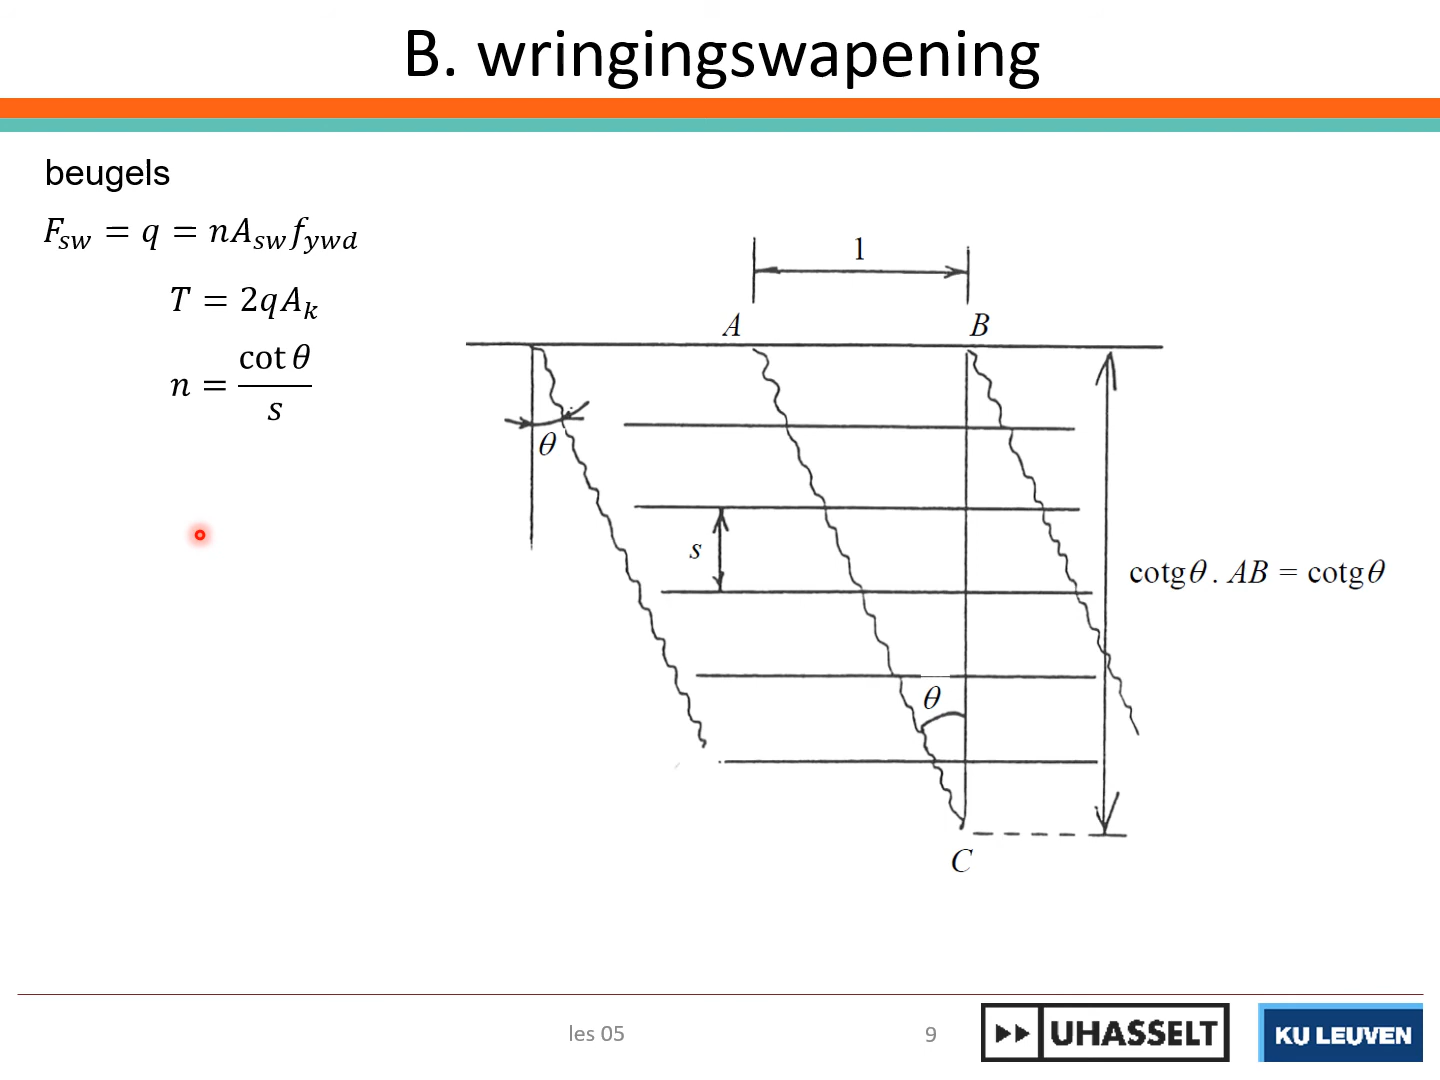 B. wringingswapening
beugels
F_sw = q = nA_sw f_ywd
T = 2qA_k
n = cot θ / s
1
A B
θ
s
cotgθ . AB = cotgθ
θ
C
les 05
9
UHASSELT
KU LEUVEN